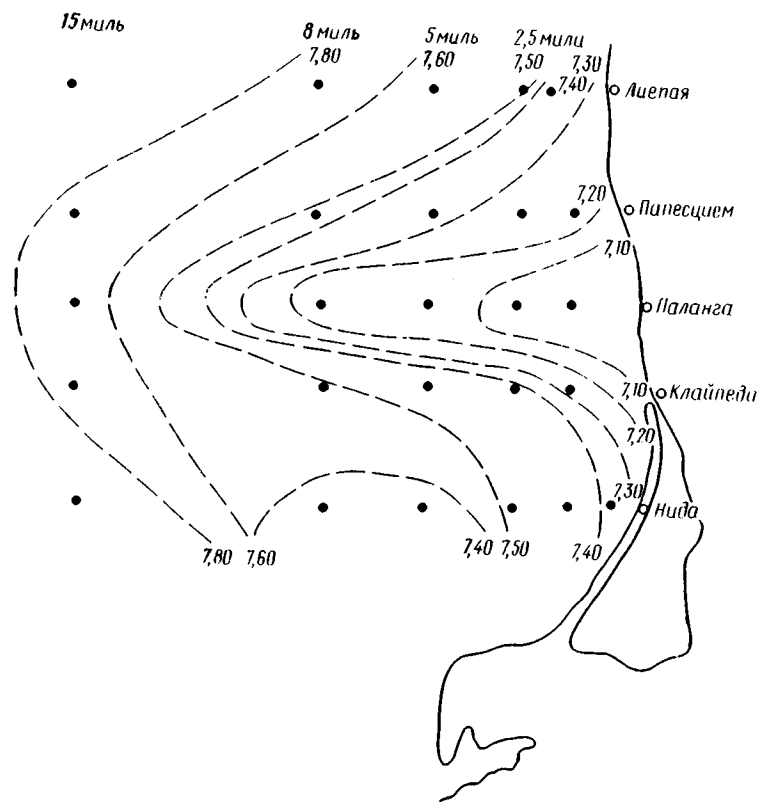 15 миль
8 миль
5 миль
2,5 мили
7,80
7,60
7,50
7,30
7,40
Лиепая
7,20
Папесцием
7,10
Паланга
7,10
Клайпеда
7,20
7,30
Нида
7,80
7,60
7,40
7,50
7,40